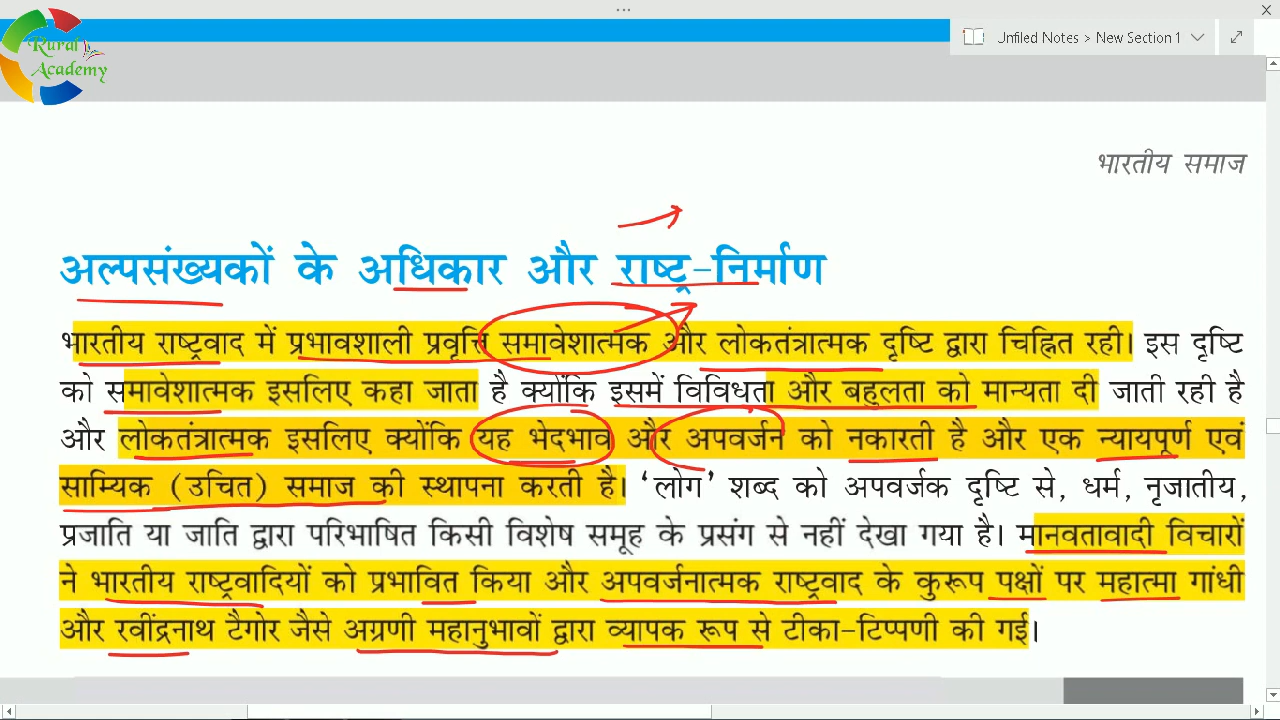 Rural
Academy
Jnfiled Notes > New Section 1
भारतीय समाज
अल्पसंख्यकों के अधिकार और राष्ट्र-निर्माण
भारतीय राष्ट्रवाद में प्रभावशाली प्रवृत्ति समावेशात्मक और लोकतंत्रात्मक दृष्टि द्वारा चिह्नित रही। इस दृष्टि
को समावेशात्मक इसलिए कहा जाता है क्योंकि इसमें विविधता और बहुलता को मान्यता दी जाती रही है
और लोकतंत्रात्मक इसलिए क्योंकि यह भेदभाव और अपवर्जन को नकारती है और एक न्यायपूर्ण एवं
साम्यिक (उचित) समाज की स्थापना करती है। ‘लोग’ शब्द को अपवर्जक दृष्टि से, धर्म, नृजातीय,
प्रजाति या जाति द्वारा परिभाषित किसी विशेष समूह के प्रसंग से नहीं देखा गया है। मानवतावादी विचारों
ने भारतीय राष्ट्रवादियों को प्रभावित किया और अपवर्जनात्मक राष्ट्रवाद के कुरूप पक्षों पर महात्मा गांधी
और रवींद्रनाथ टैगोर जैसे अग्रणी महानुभावों द्वारा व्यापक रूप से टीका-टिप्पणी की गई।